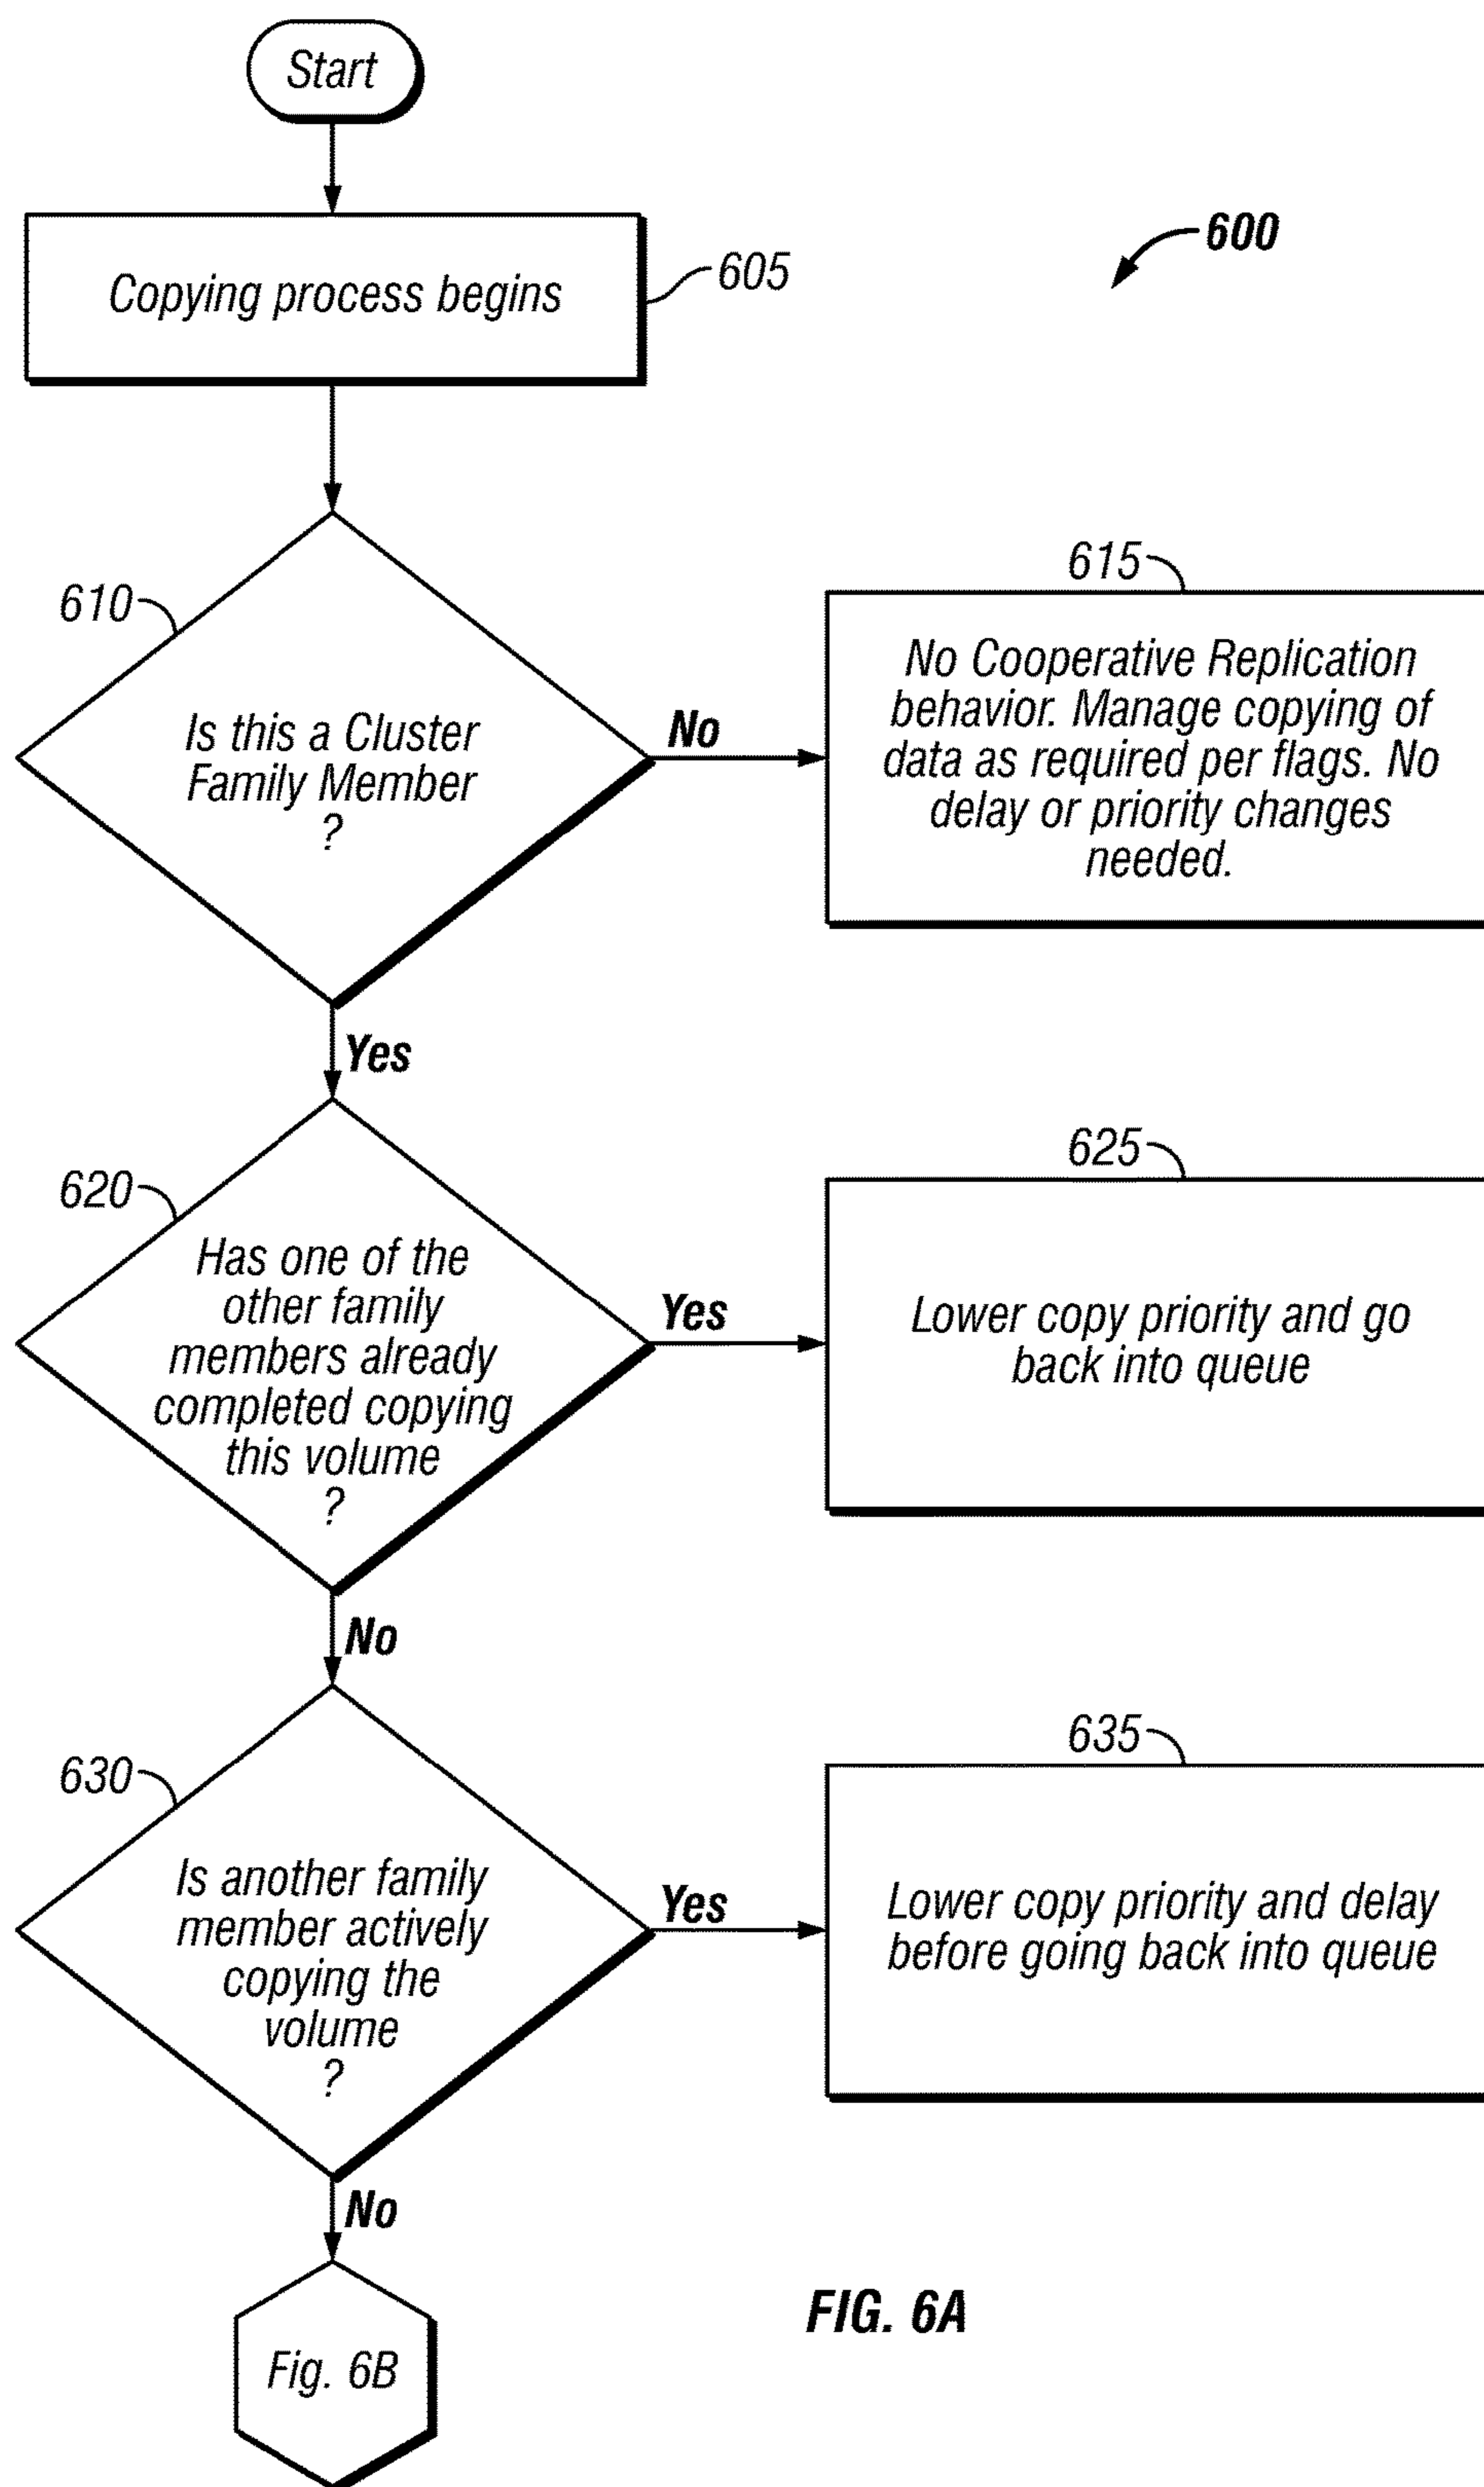 Start
600
Copying process begins
605
610
Is this a Cluster
Family Member
?
No
615
No Cooperative Replication
behavior. Manage copying of
data as required per flags. No
delay or priority changes
needed.
Yes
620
Has one of the
other family
members already
completed copying
this volume
?
Yes
625
Lower copy priority and go
back into queue
No
630
Is another family
member actively
copying the
volume
?
Yes
635
Lower copy priority and delay
before going back into queue
No
Fig. 6B
FIG. 6A